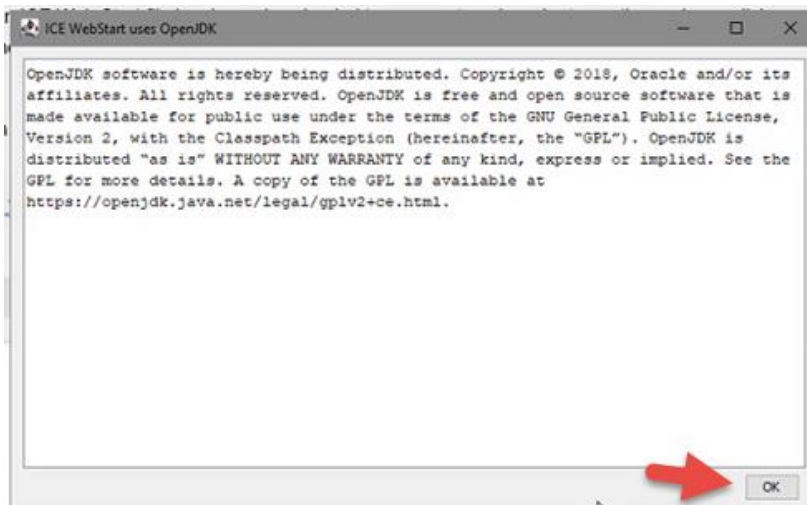 ICE WebStart uses OpenJDK
OpenJDK software is hereby being distributed. Copyright © 2018, Oracle and/or its
affiliates. All rights reserved. OpenJDK is free and open source software that is
made available for public use under the terms of the GNU General Public License,
Version 2, with the Classpath Exception (hereinafter, the “GPL”). OpenJDK is
distributed “as is” WITHOUT ANY WARRANTY of any kind, express or implied. See the
GPL for more details. A copy of the GPL is available at
https://openjdk.java.net/legal/gplv2+ce.html.
OK